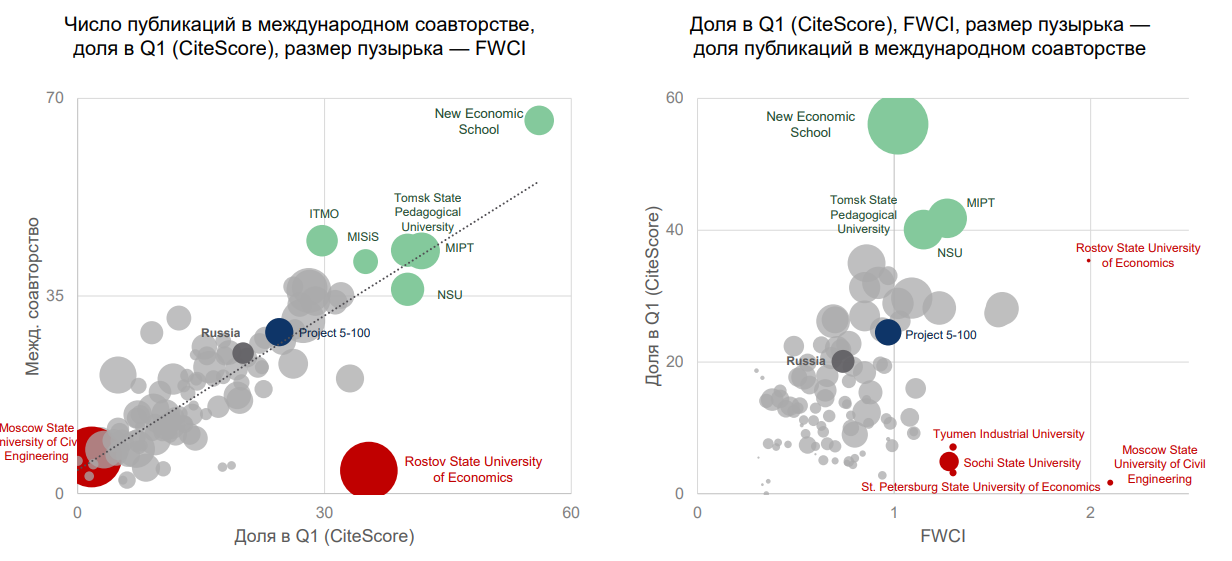 Число публикаций в международном соавторстве,
доля в Q1 (CiteScore), размер пузырька — FWCI
70
35
0
0
30
60
Межд. соавторство
Доля в Q1 (CiteScore)
New Economic
School
Tomsk State
Pedagogical
University
ITMO
MISiS
MIPT
NSU
Russia
Project 5-100
Moscow State
niversity of Civ
Engineering
Rostov State University
of Economics
Доля в Q1 (CiteScore), FWCI, размер пузырька —
доля публикаций в международном соавторстве
60
40
20
0
0
1
2
Доля в Q1 (CiteScore)
FWCI
New Economic
School
Tomsk State
Pedagogical
University
MIPT
NSU
Rostov State University
of Economics
Project 5-100
Russia
Tyumen Industrial University
Sochi State University
St. Petersburg State University of Economics
Moscow State
University of Civil
Engineering